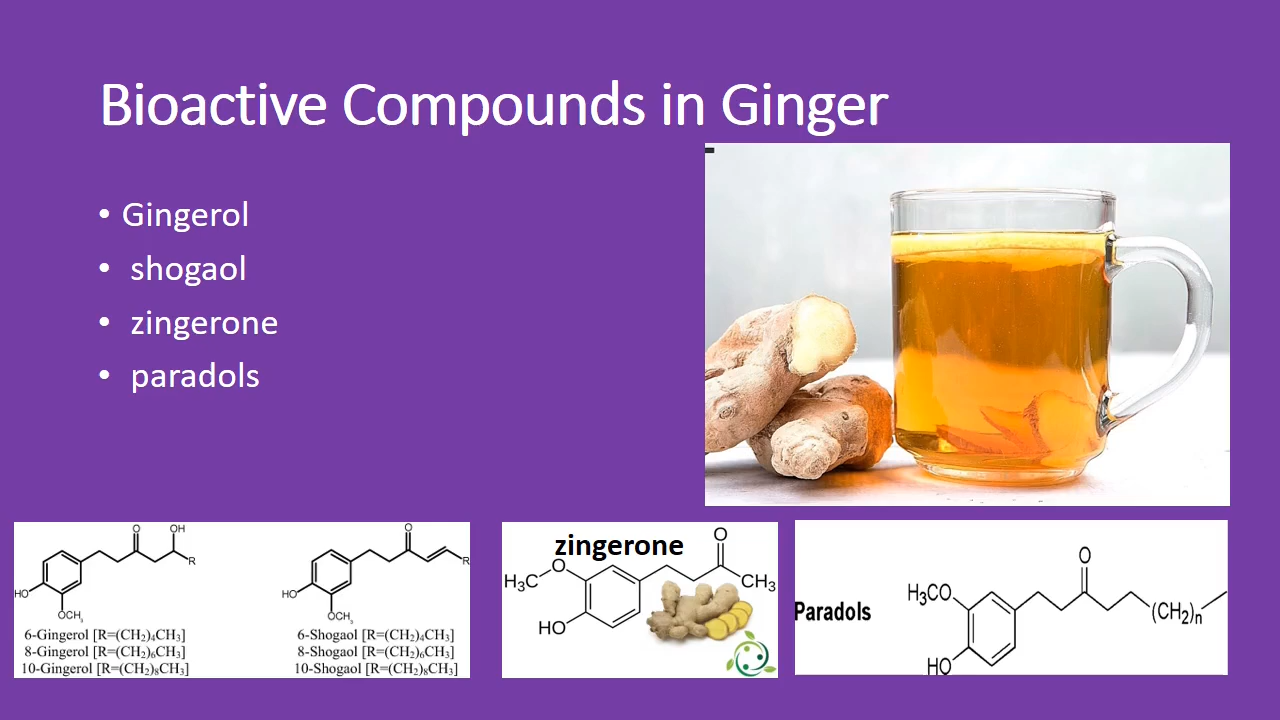 Bioactive Compounds in Ginger
• Gingerol
• shogaol
• zingerone
• paradols
O OH
R
HO
OCH₃
6-Gingerol [R=(CH₂)₄CH₃]
8-Gingerol [R=(CH₂)₆CH₃]
10-Gingerol [R=(CH₂)₈CH₃]
O
R
HO
OCH₃
6-Shogaol [R=(CH₂)₄CH₃]
8-Shogaol [R=(CH₂)₆CH₃]
10-Shogaol [R=(CH₂)₈CH₃]
zingerone
O
O
H₃C
CH₃
HO
Paradols
O
H₃CO
(CH₂)n
HO